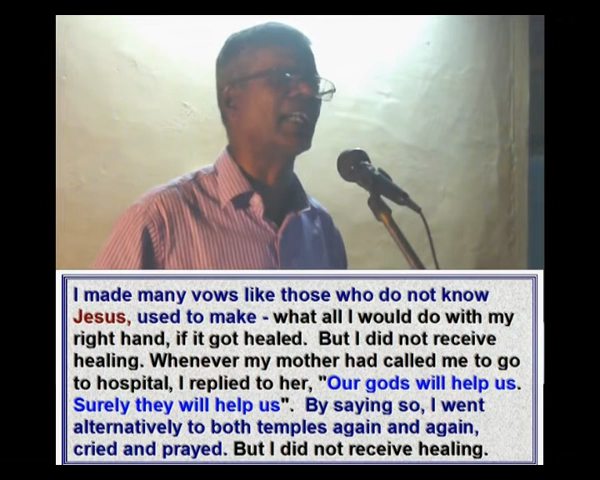 I made many vows like those who do not know
Jesus, used to make - what all I would do with my
right hand, if it got healed.  But I did not receive
healing. Whenever my mother had called me to go
to hospital, I replied to her, "Our gods will help us.
Surely they will help us".  By saying so, I went
alternatively to both temples again and again,
cried and prayed. But I did not receive healing.